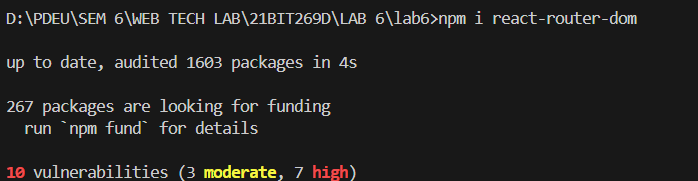 D:\PDEU\SEM 6\WEB TECH LAB\21BIT269D\LAB 6\lab6>npm i react-router-dom
up to date, audited 1603 packages in 4s
267 packages are looking for funding
run `npm fund` for details
10 vulnerabilities (3 moderate, 7 high)